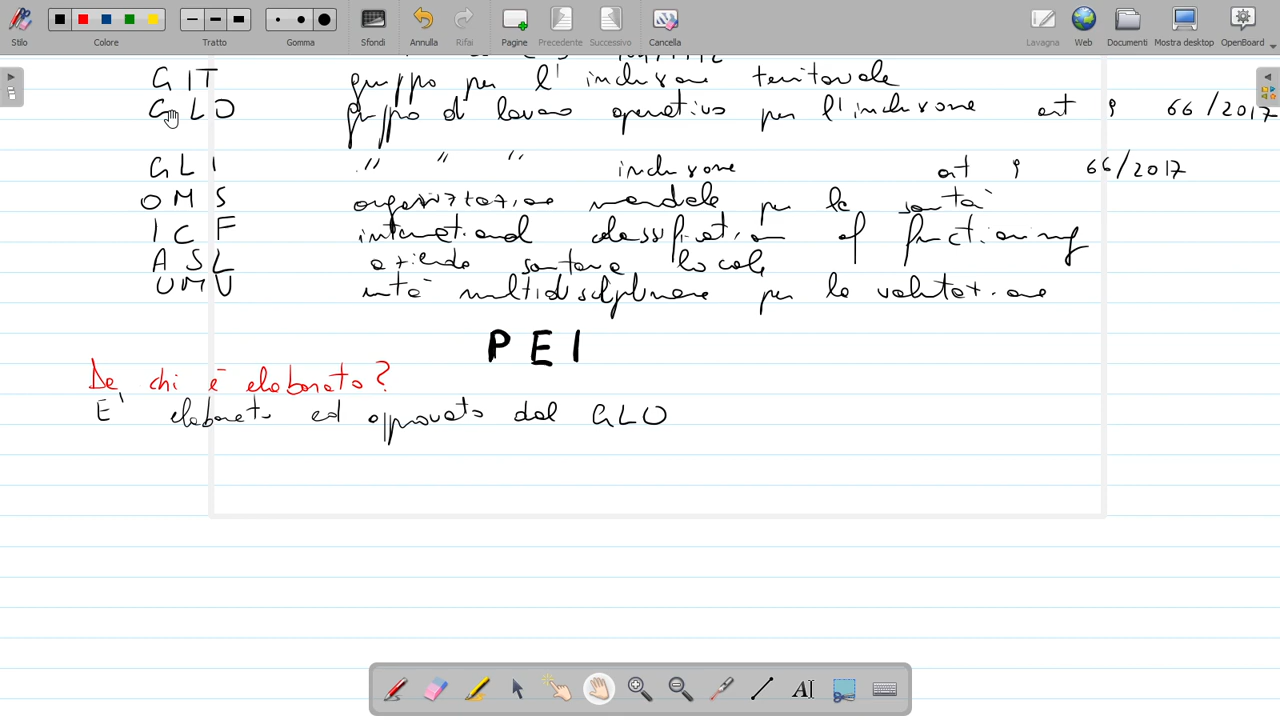 Stilo Colore Tratto Gomma Sfondi Annulla Rifai Pagine Precedente Successivo Cancella Lavagna Web Documenti Mostra desktop OpenBoard
GIT gruppo per l'inclusione territoriale
GLO gruppo di lavoro operativo per l'inclusione art 9 66/2017
GLI " " " inclusione art 9 66/2017
OMS organizzazione mondiale per la sanità
ICF international classification of functioning
ASL azienda sanitaria locale
UMV unità multidisciplinare per la valutazione
PEI
Da chi è elaborato?
E' elaborato ed approvato dal GLO